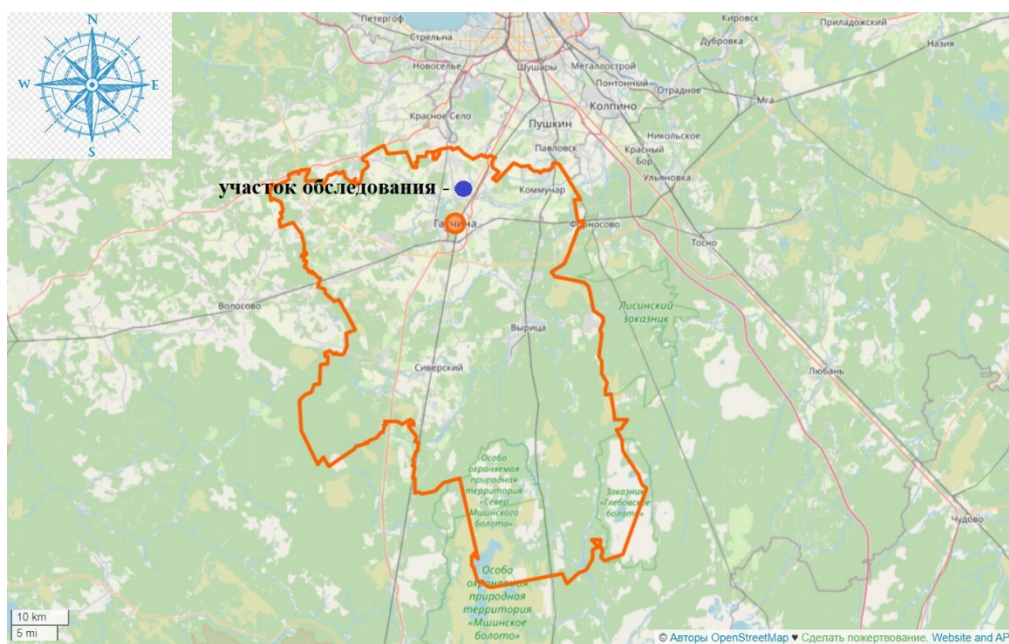 N
W
E
S
Петергоф
Стрельна
Новоселье
Шушары
Металлострой
Понтонный
Отрадное
Дубровка
Кировск
Приладожский
Назия
Мга
Колпино
Красное Село
Пушкин
Павловск
Никольское
Красный
Бор
Ульяновка
участок обследования -
Коммунар
Гатчина
Форносово
Тосно
Волосово
Вырица
Лисинский
заказник
Сиверский
Любань
Особо
охраняемая
природная
территория
«Север
Мшинского
болота»
Заказник
«Глебовское
болото»
Чудово
Особо
охраняемая
природная
территория
«Мшинское
болото»
10 km
5 mi
© Авторы OpenStreetMap ♥ Сделать пожертвование. Website and AP